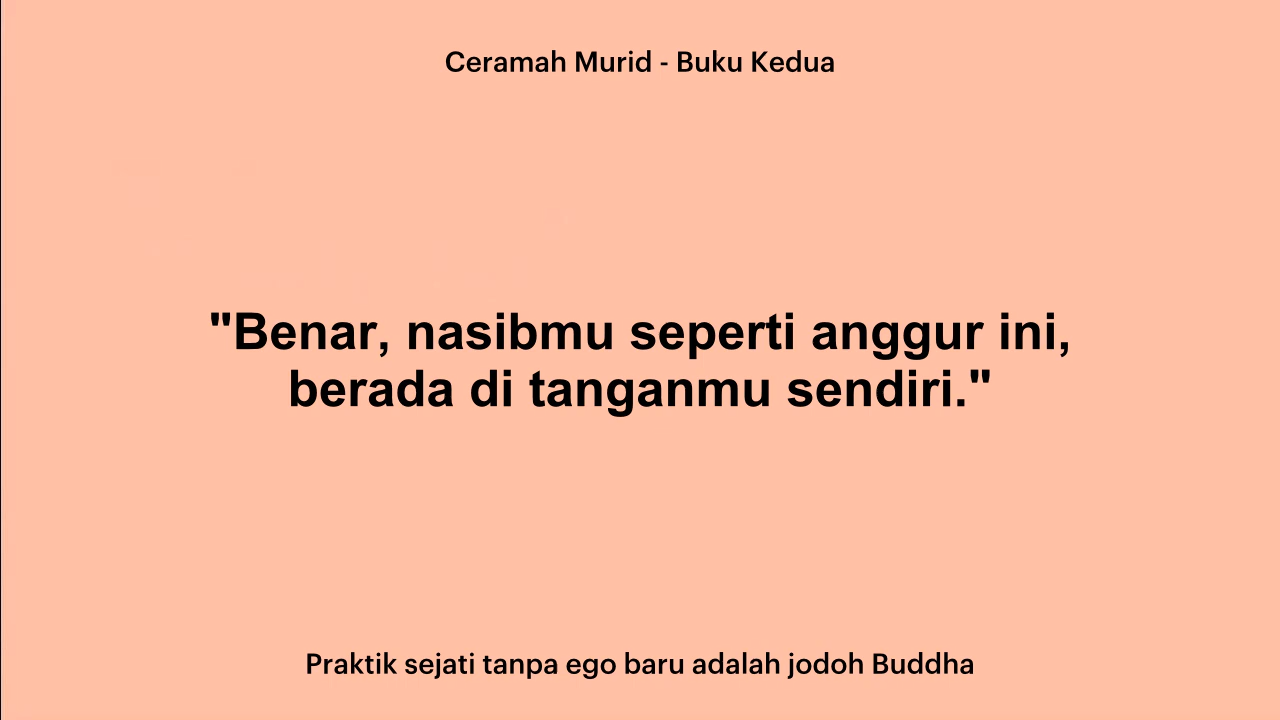 Ceramah Murid - Buku Kedua
"Benar, nasibmu seperti anggur ini,
berada di tanganmu sendiri."
Praktik sejati tanpa ego baru adalah jodoh Buddha